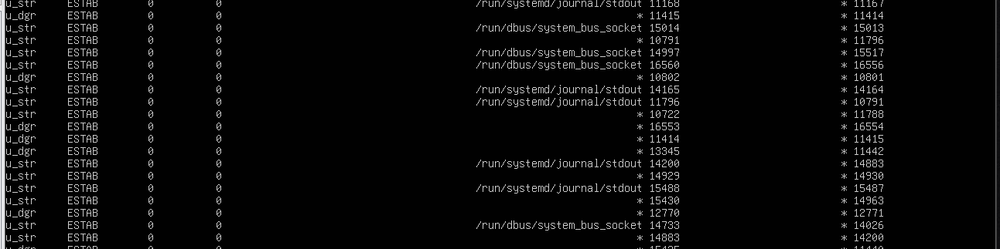 u_str ESTAB 0 0 /run/systemd/journal/stdout 11168 * 11167
u_dgr ESTAB 0 0 * 11415 * 11414
u_str ESTAB 0 0 /run/dbus/system_bus_socket 15014 * 15013
u_str ESTAB 0 0 * 10791 * 11796
u_str ESTAB 0 0 /run/dbus/system_bus_socket 14997 * 15517
u_str ESTAB 0 0 /run/dbus/system_bus_socket 16560 * 16556
u_dgr ESTAB 0 0 * 10802 * 10801
u_str ESTAB 0 0 /run/systemd/journal/stdout 14165 * 14164
u_str ESTAB 0 0 /run/systemd/journal/stdout 11796 * 10791
u_str ESTAB 0 0 * 10722 * 11788
u_dgr ESTAB 0 0 * 16553 * 16554
u_dgr ESTAB 0 0 * 11414 * 11415
u_dgr ESTAB 0 0 * 13345 * 11442
u_str ESTAB 0 0 /run/systemd/journal/stdout 14200 * 14883
u_str ESTAB 0 0 * 14929 * 14930
u_str ESTAB 0 0 /run/systemd/journal/stdout 15488 * 15487
u_str ESTAB 0 0 * 15430 * 14963
u_dgr ESTAB 0 0 * 12770 * 12771
u_str ESTAB 0 0 /run/dbus/system_bus_socket 14733 * 14026
u_str ESTAB 0 0 * 14883 * 14200